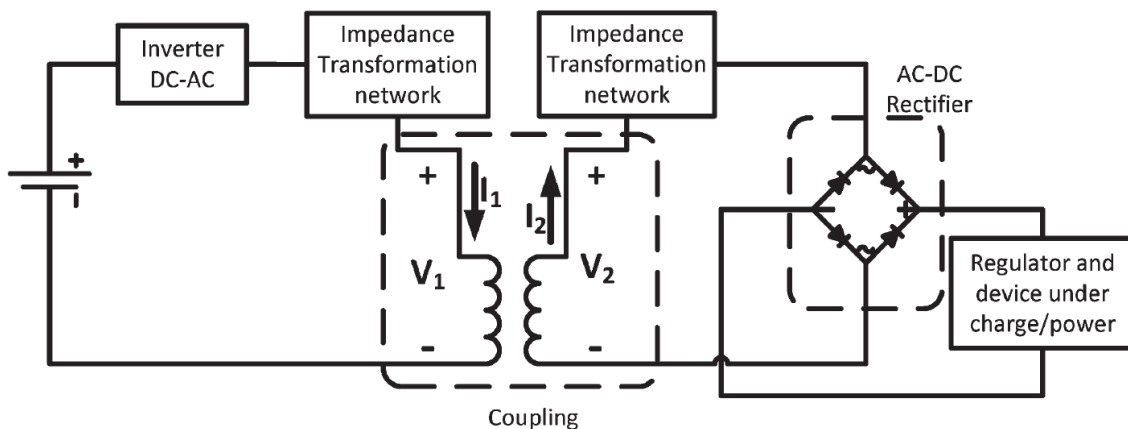 Inverter
DC-AC
Impedance
Transformation
network
Impedance
Transformation
network
AC-DC
Rectifier
+
-
+
I₁
I₂
+
V₁
V₂
-
-
Regulator and
device under
charge/power
Coupling